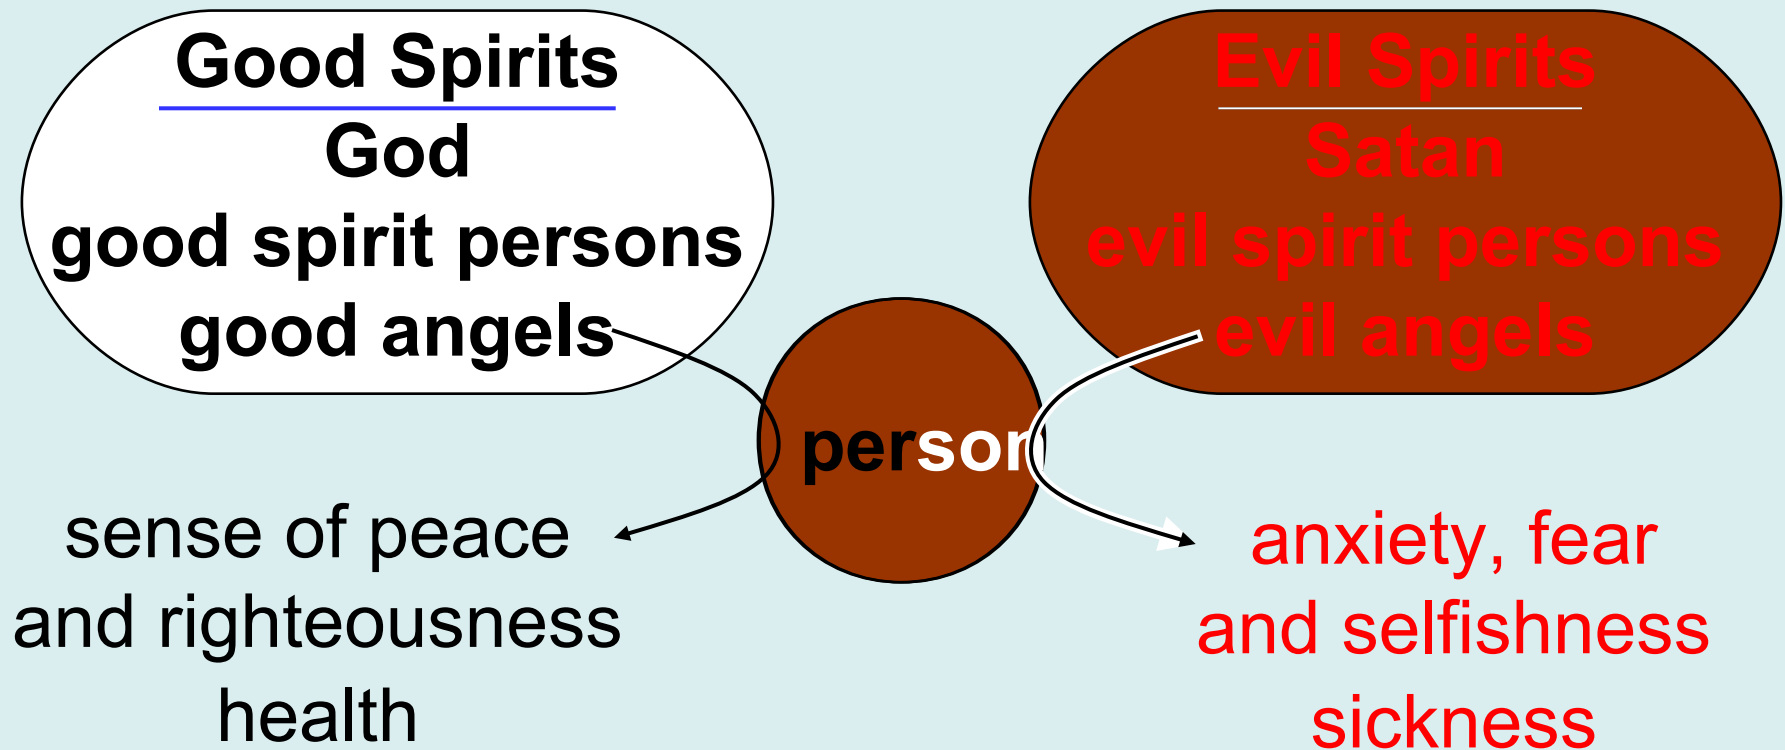 Good Spirits
God
good spirit persons
good angels
Evil Spirits
Satan
evil spirit persons
evil angels
person
sense of peace
and righteousness
health
anxiety, fear
and selfishness
sickness